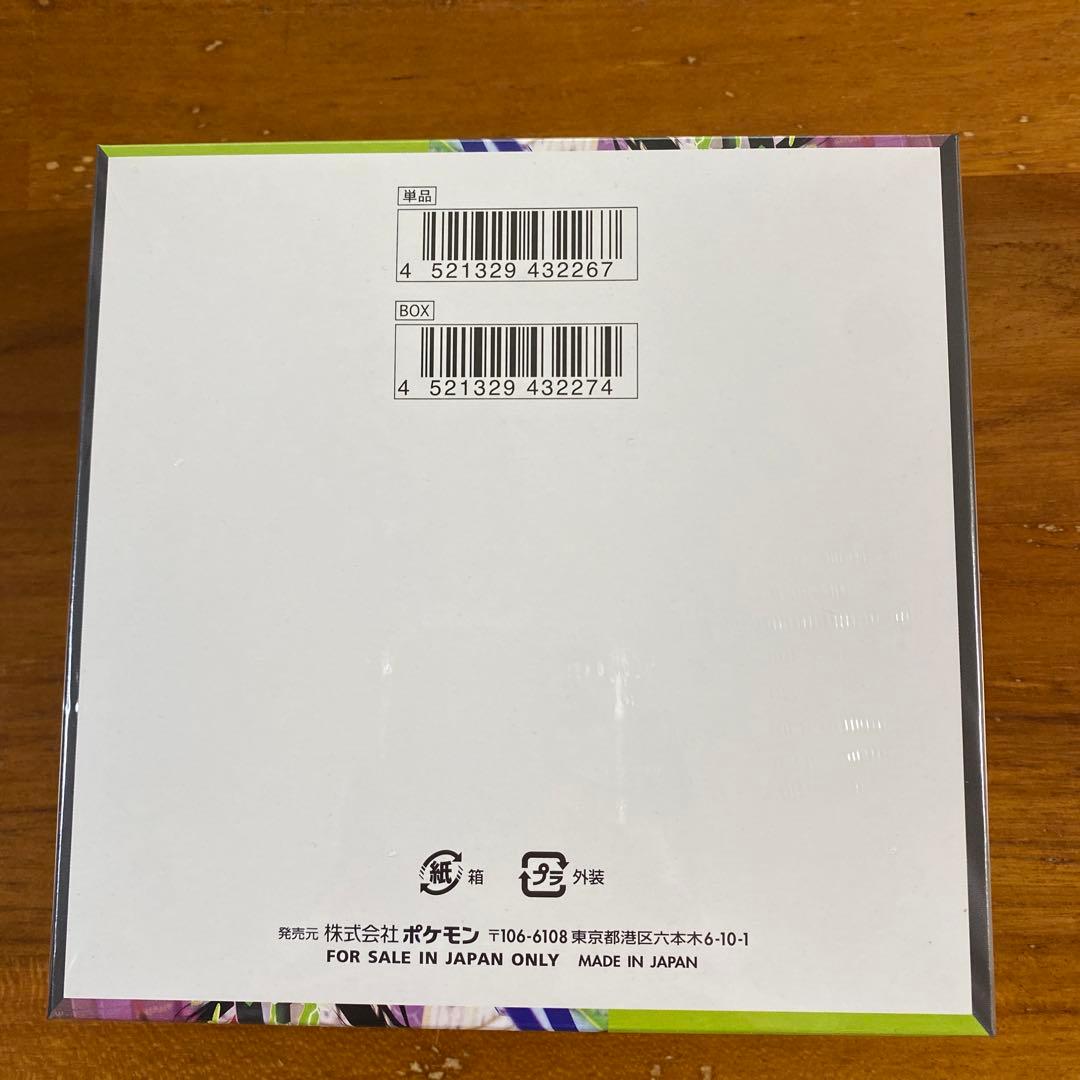 単品
4 521329 432267
BOX
4 521329 432274
紙 箱 プラ 外装
発売元 株式会社 ポケモン 〒106-6108 東京都港区六本木6-10-1
FOR SALE IN JAPAN ONLY MADE IN JAPAN